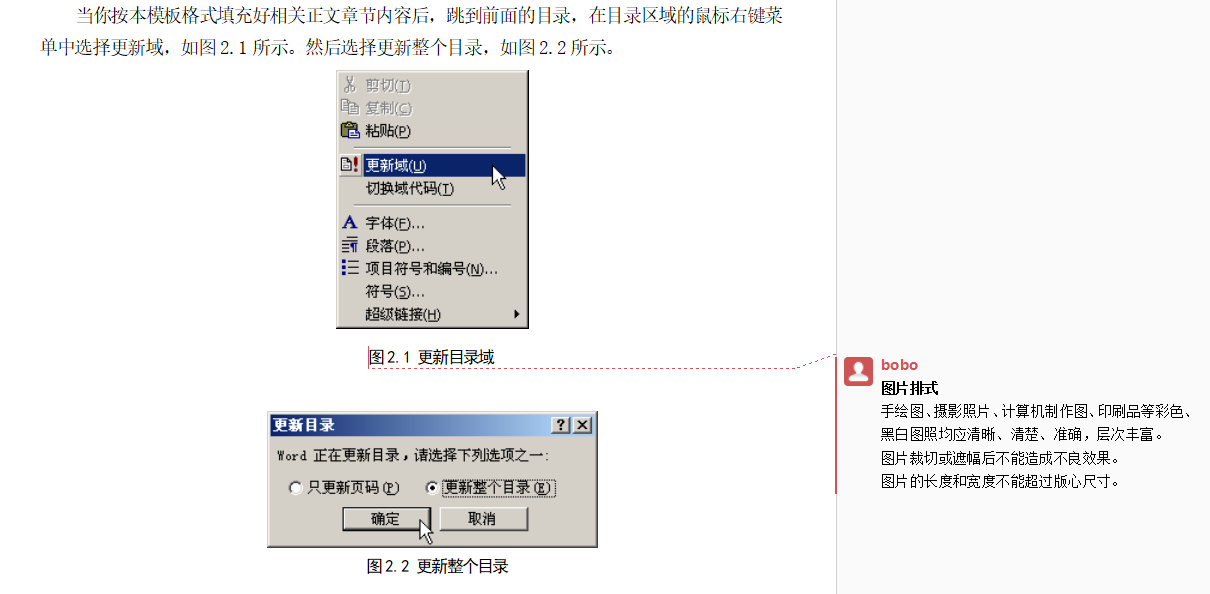 当你按本模板格式填充好相关正文章节内容后，跳到前面的目录，在目录区域的鼠标右键菜
单中选择更新域，如图2.1 所示。然后选择更新整个目录，如图2.2 所示。
剪切(T)
复制(C)
粘贴(P)
更新域(U)
切换域代码(T)
字体(F)...
段落(P)...
项目符号和编号(N)...
符号(S)...
超级链接(H)
图2.1 更新目录域
bobo
图片排式
手绘图、摄影照片、计算机制作图、印刷品等彩色、
黑白图照均应清晰、清楚、准确，层次丰富。
图片裁切或遮幅后不能造成不良效果。
图片的长度和宽度不能超过版心尺寸。
更新目录
Word 正在更新目录，请选择下列选项之一:
只更新页码(P) 更新整个目录(E)
确定 取消
图2.2 更新整个目录